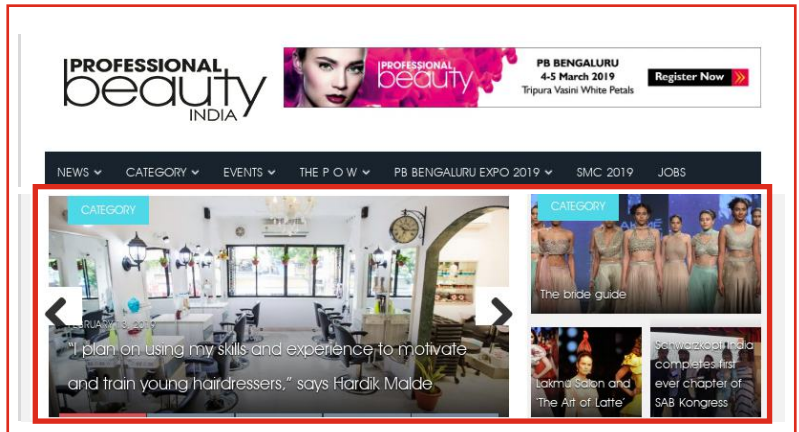 PROFESSIONAL
beauty
INDIA
PROFESSIONAL
beauty
PB BENGALURU
4-5 March 2019
Tripura Vasini White Petals
Register Now
NEWS
CATEGORY
EVENTS
THE P O W
PB BENGALURU EXPO 2019
SMC 2019
JOBS
CATEGORY
FEBRUARY 13, 2019
"I plan on using my skills and experience to motivate
and train young hairdressers," says Hardik Malde
CATEGORY
The bride guide
Lakmé Salon and
'The Art of Latte'
Schwarzkopf India
completes first
ever chapter of
SAB Kongress